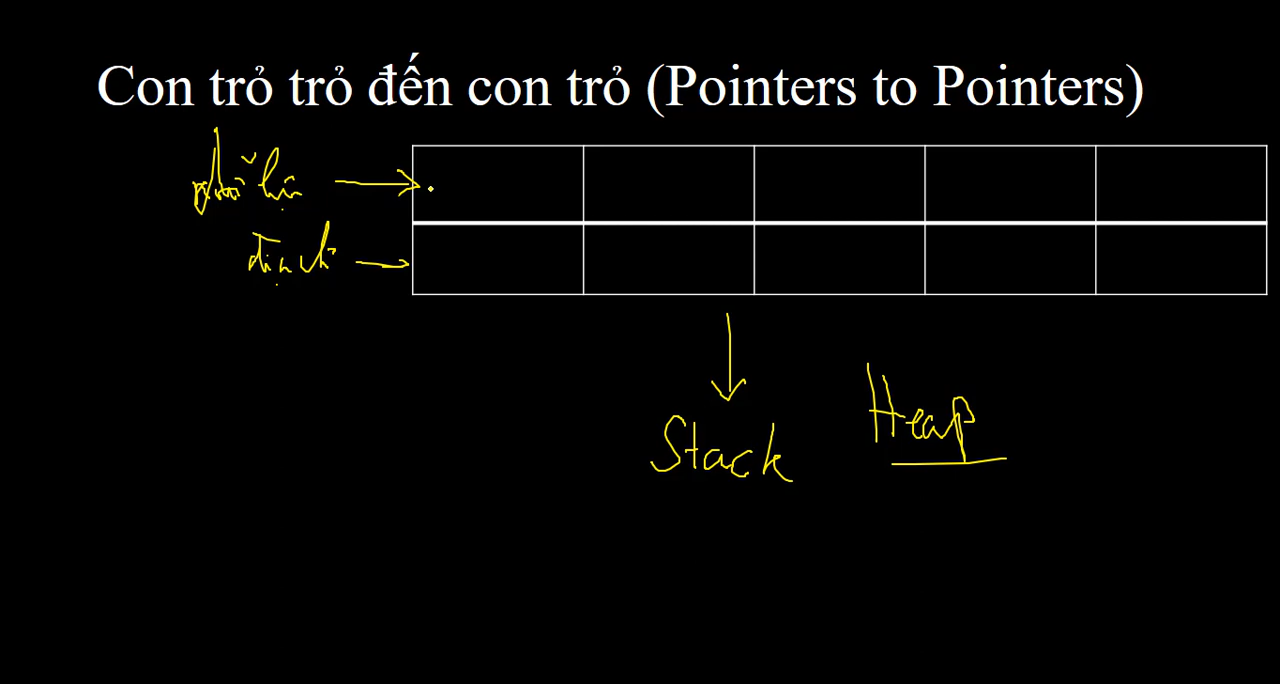 Con trỏ trỏ đến con trỏ (Pointers to Pointers)
Stack
Heap